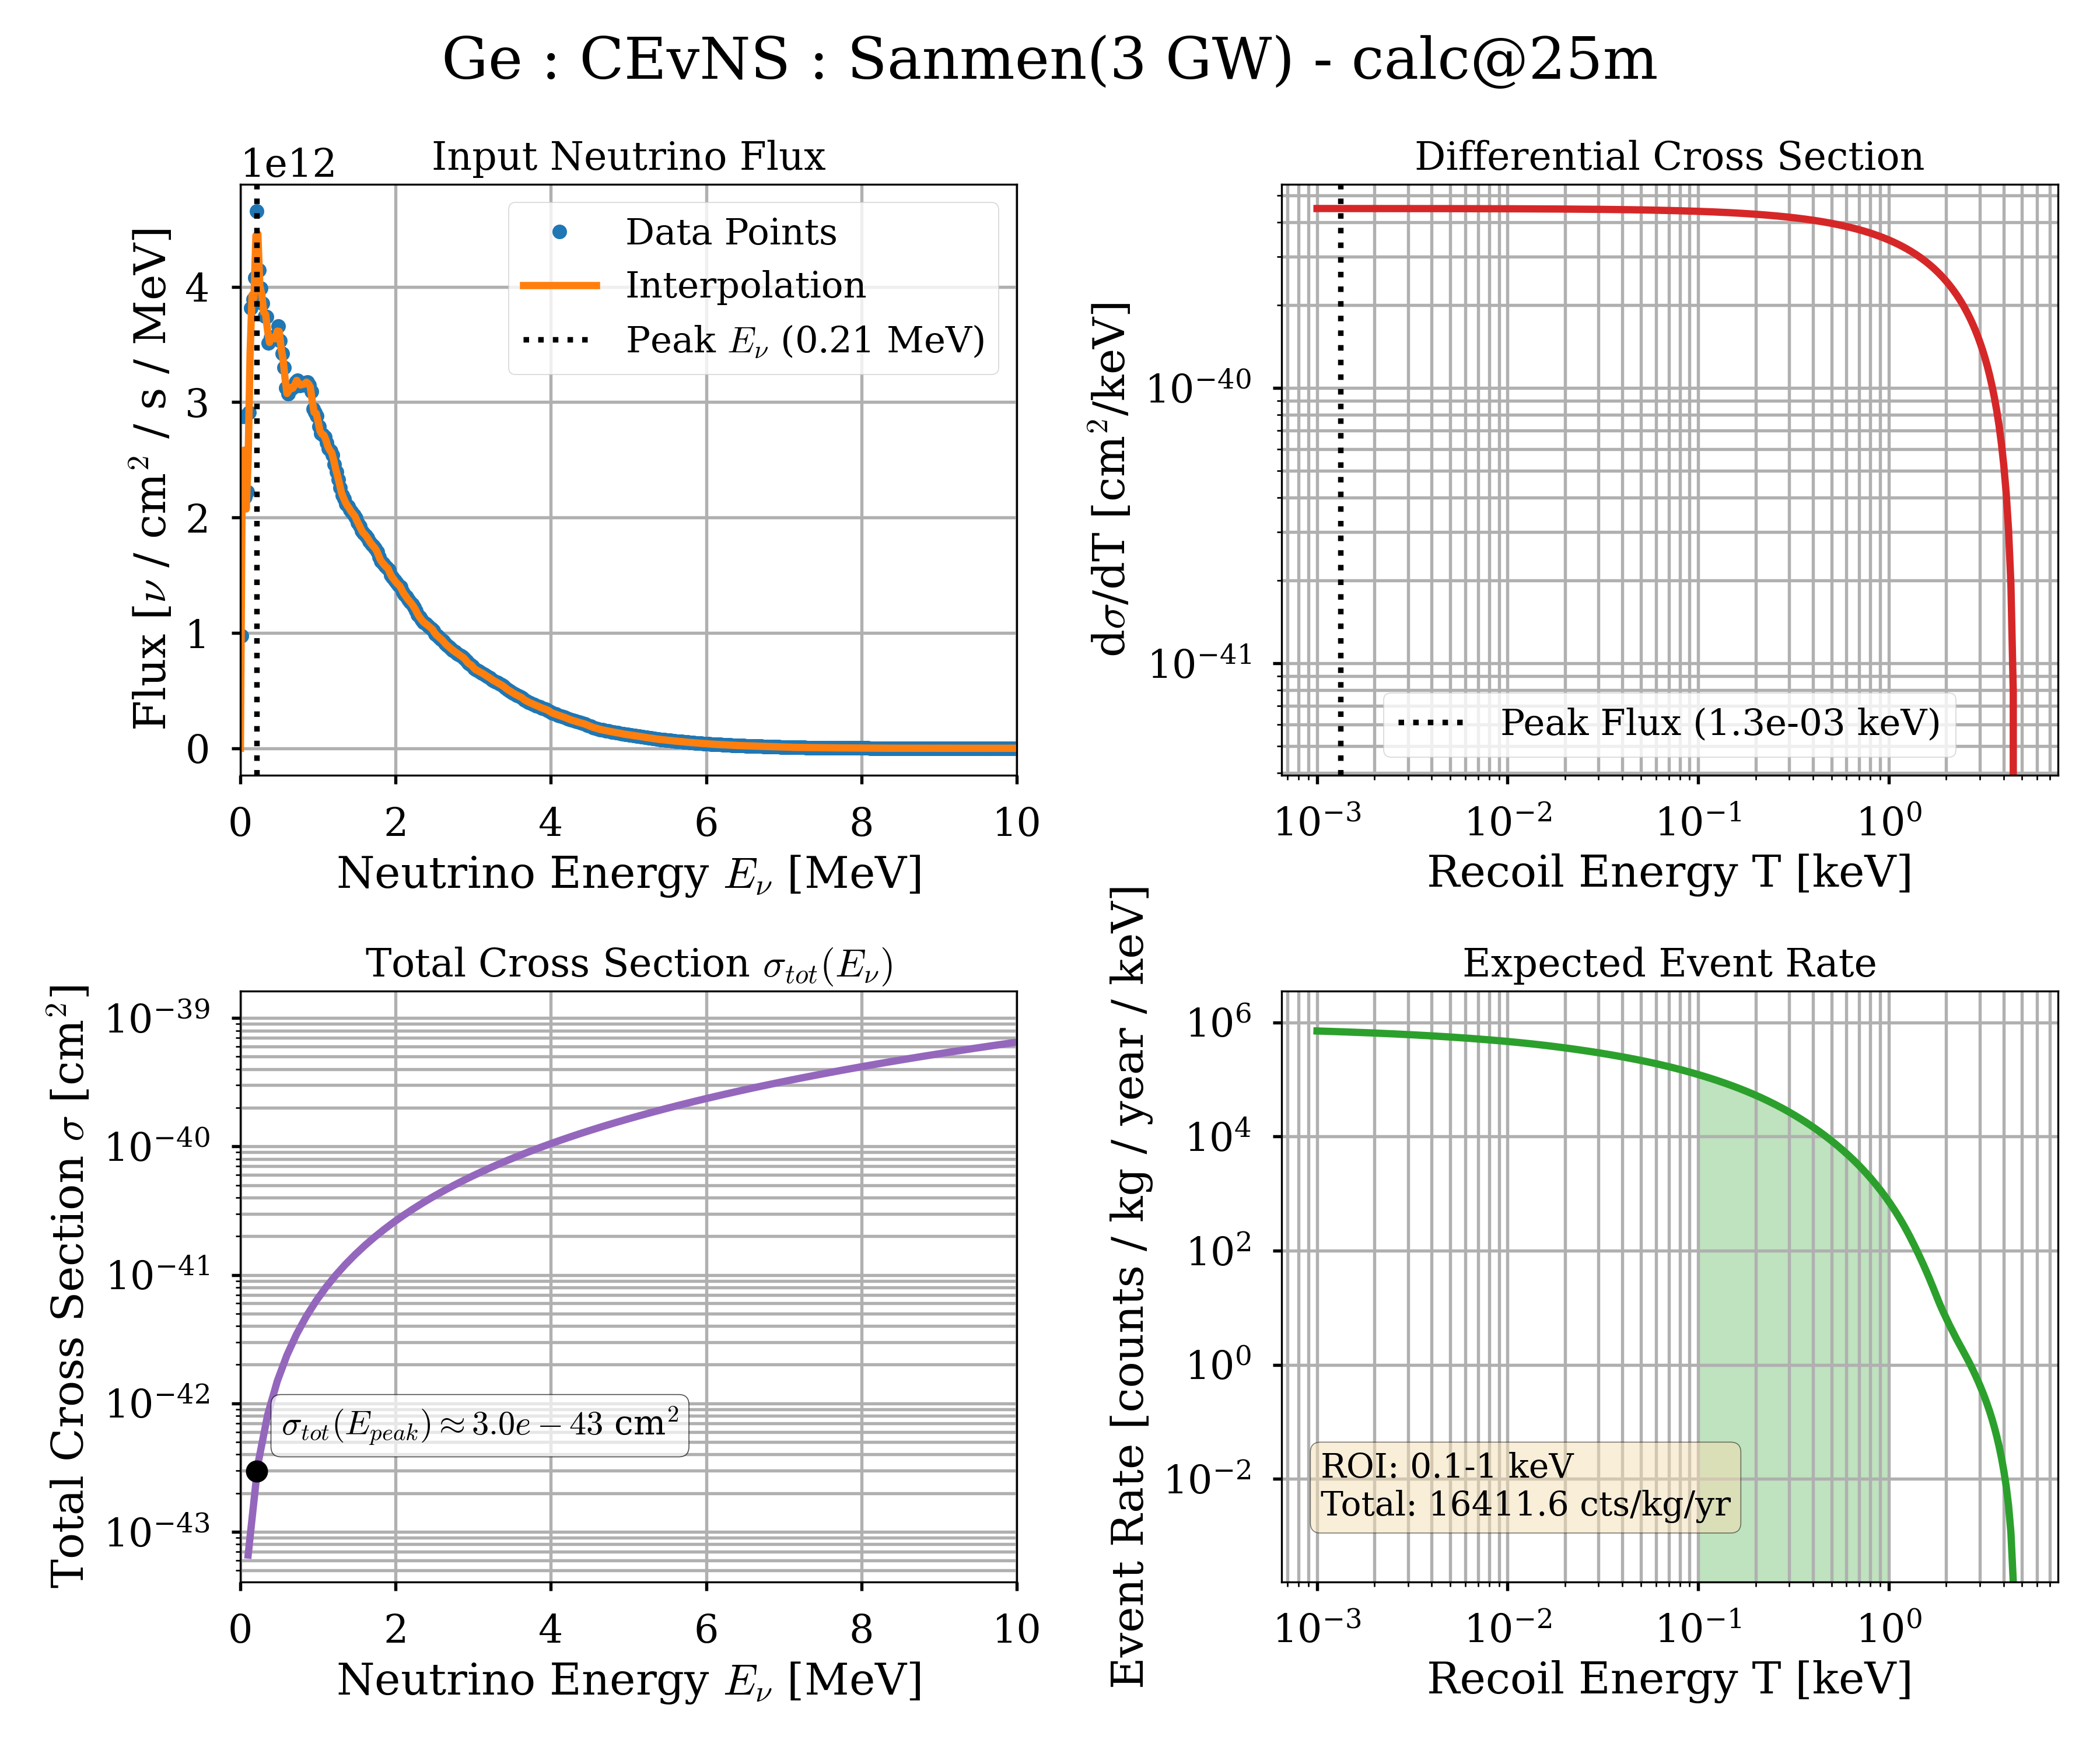 Ge : CEvNS : Sanmen(3 GW) - calc@25m
Input Neutrino Flux
1e12
Flux [ν / cm² / s / MeV]
4
3
2
1
0
Data Points
Interpolation
Peak Eν (0.21 MeV)
0 2 4 6 8 10
Neutrino Energy Eν [MeV]
Differential Cross Section
dσ/dT [cm²/keV]
10⁻⁴⁰
10⁻⁴¹
Peak Flux (1.3e-03 keV)
10⁻³ 10⁻² 10⁻¹ 10⁰
Recoil Energy T [keV]
Total Cross Section σtot(Eν)
Total Cross Section σ [cm²]
10⁻³⁹
10⁻⁴⁰
10⁻⁴¹
10⁻⁴²
10⁻⁴³
σtot(Epeak) ≈ 3.0e − 43 cm²
0 2 4 6 8 10
Neutrino Energy Eν [MeV]
Expected Event Rate
Event Rate [counts / kg / year / keV]
10⁶
10⁴
10²
10⁰
10⁻²
ROI: 0.1-1 keV
Total: 16411.6 cts/kg/yr
10⁻³ 10⁻² 10⁻¹ 10⁰
Recoil Energy T [keV]